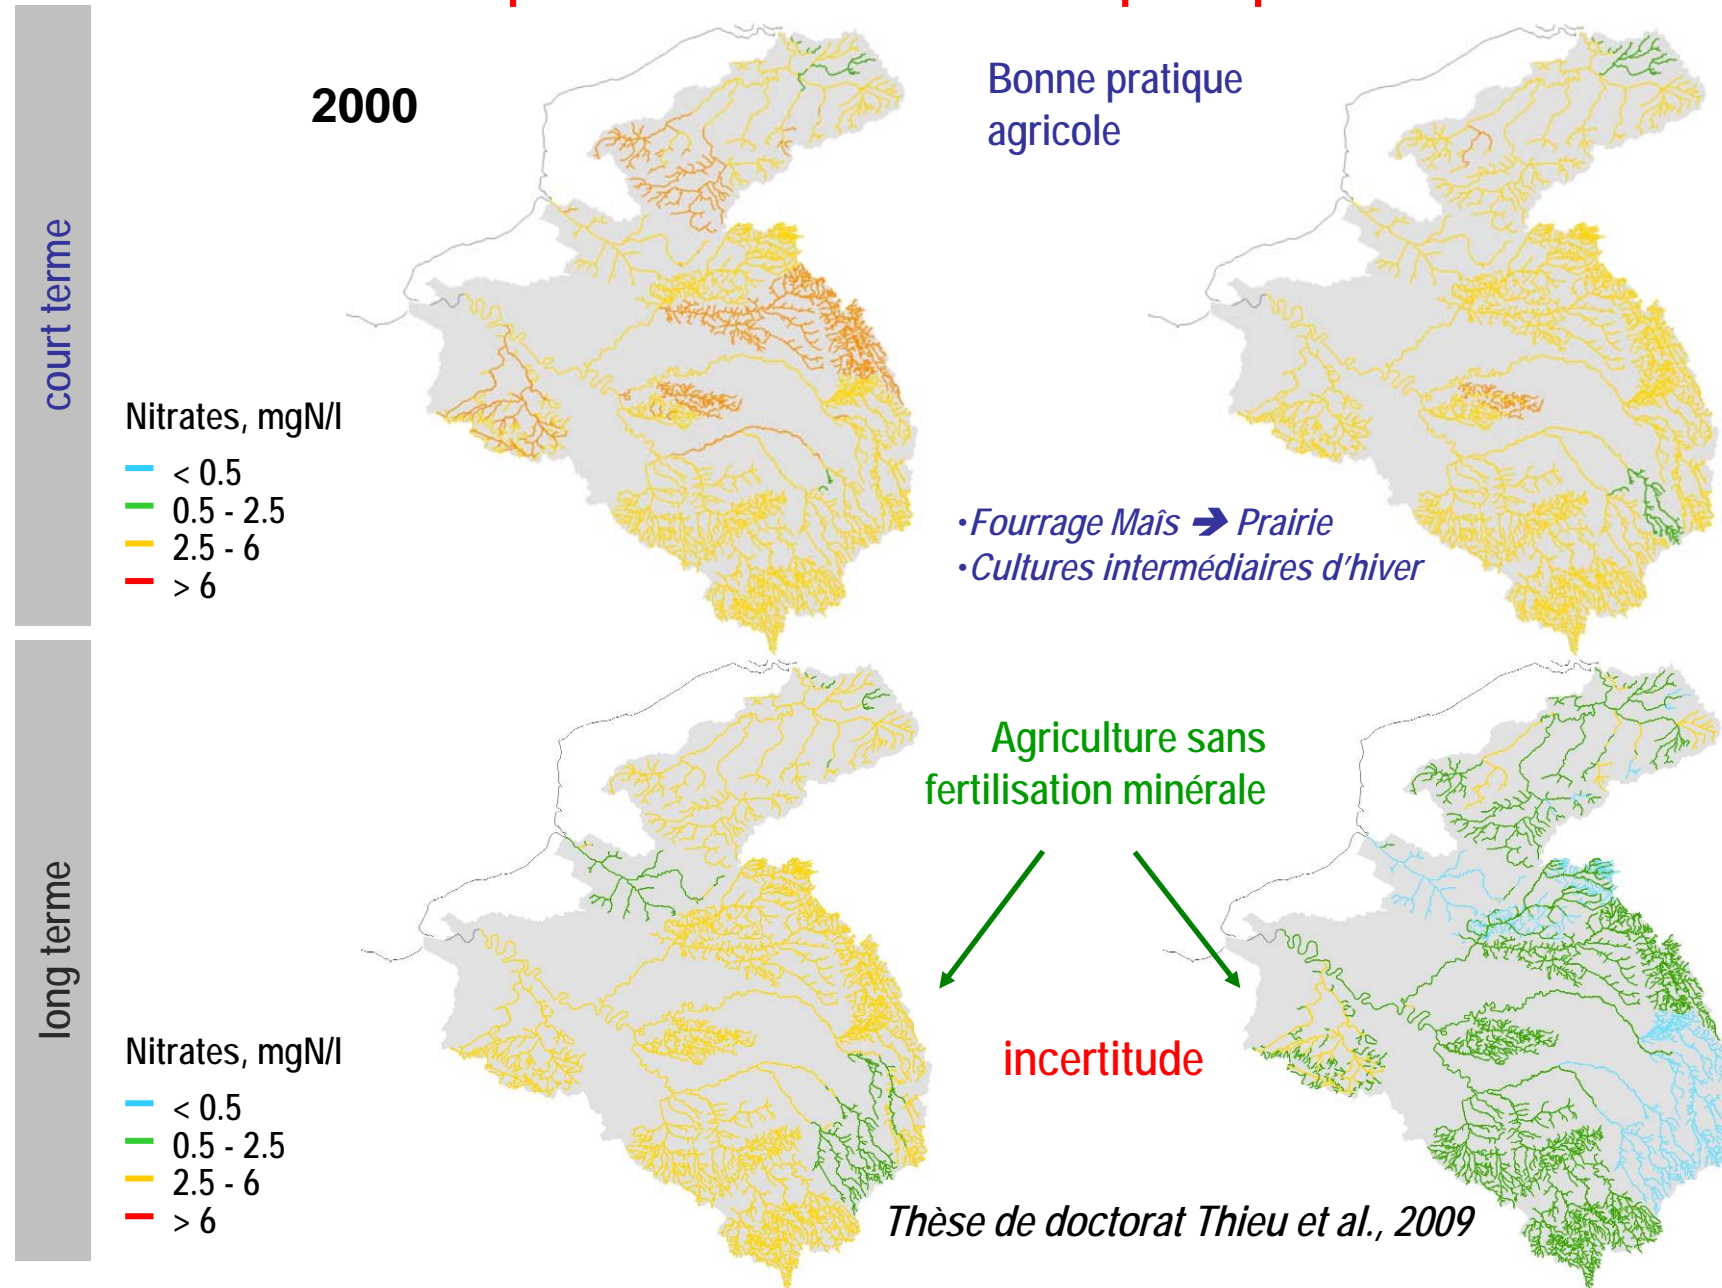 2000
Bonne pratique
agricole
court terme
Nitrates, mgN/l
< 0.5
0.5 - 2.5
2.5 - 6
> 6
•Fourrage Maîs ➔ Prairie
•Cultures intermédiaires d'hiver
Agriculture sans
fertilisation minérale
long terme
incertitude
Nitrates, mgN/l
< 0.5
0.5 - 2.5
2.5 - 6
> 6
Thèse de doctorat Thieu et al., 2009